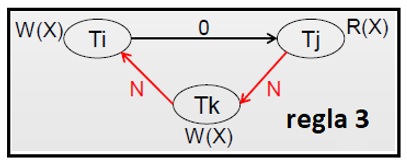 W(X) Ti 0 Tj R(X)
N N
Tk
W(X)
regla 3